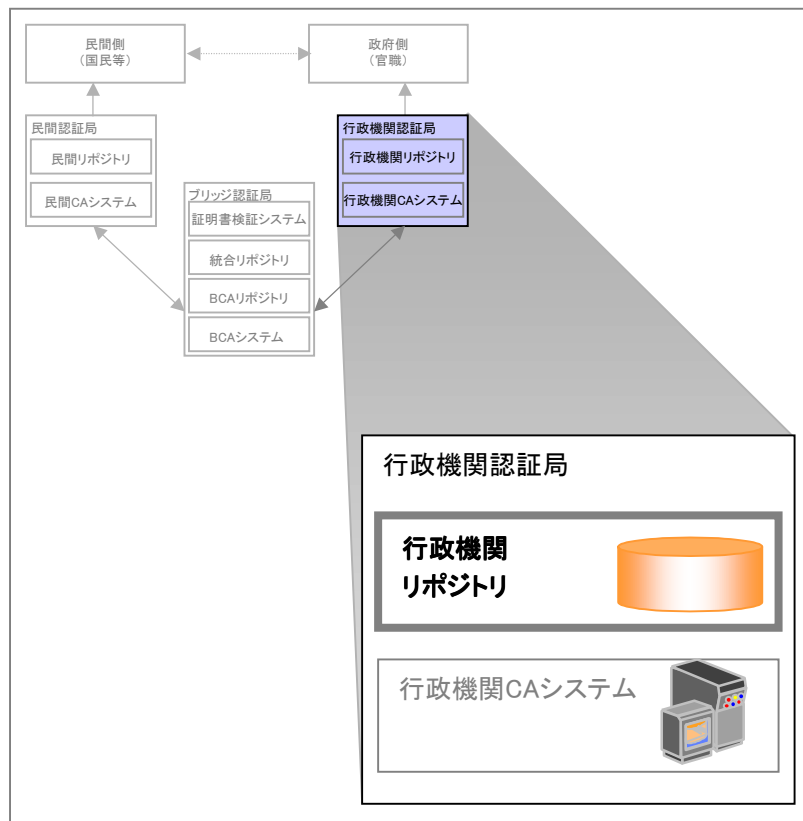 民間側
(国民等)
政府側
(官職)
民間認証局
民間リポジトリ
民間CAシステム
行政機関認証局
行政機関リポジトリ
行政機関CAシステム
ブリッジ認証局
証明書検証システム
統合リポジトリ
BCAリポジトリ
BCAシステム
行政機関認証局
行政機関
リポジトリ
行政機関CAシステム